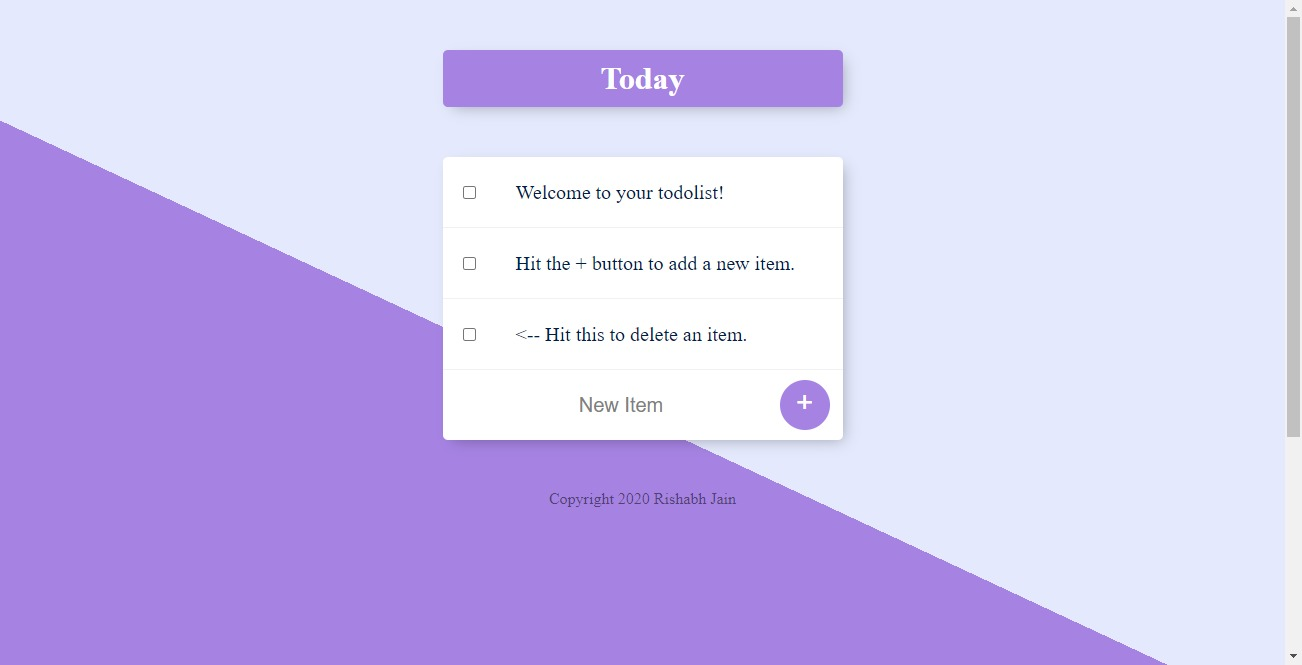 Today
Welcome to your todolist!
Hit the + button to add a new item.
<-- Hit this to delete an item.
New Item
+
Copyright 2020 Rishabh Jain